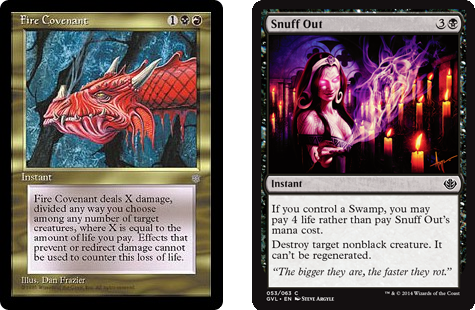 Fire Covenant
Instant
Fire Covenant deals X damage,
divided any way you choose
among any number of target
creatures, where X is equal to the
amount of life you pay. Effects that
prevent or redirect damage cannot
be used to counter this loss of life.
Illus. Dan Frazier
Snuff Out
3
Instant
If you control a Swamp, you may
pay 4 life rather than pay Snuff Out's
mana cost.
Destroy target nonblack creature. It
can't be regenerated.
"The bigger they are, the faster they rot."
053/063 C
GVL • EN Steve Argyle
™ & © 2014 Wizards of the Coast